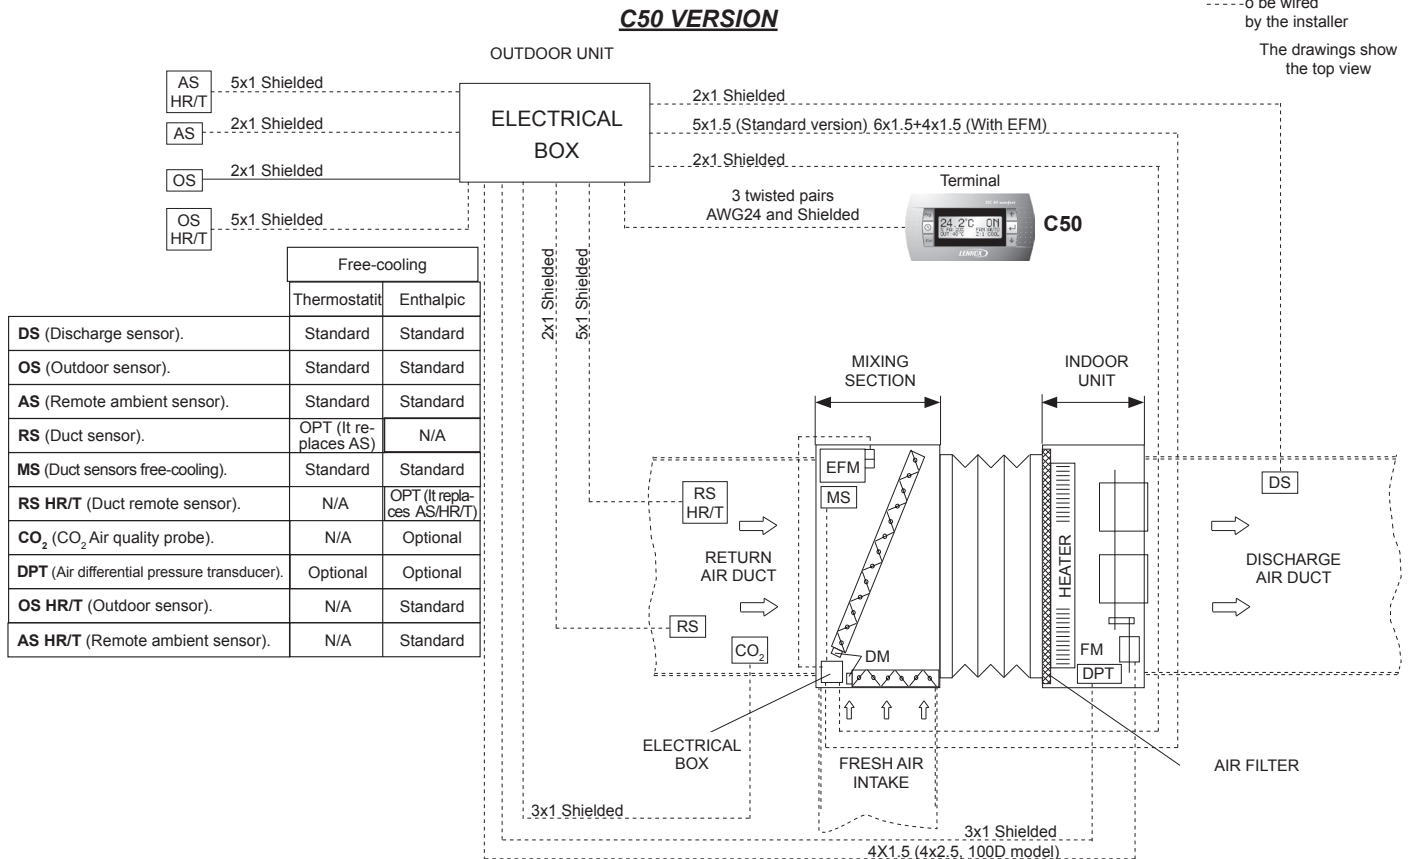 C50 VERSION
o be wired
by the installer
The drawings show
the top view
OUTDOOR UNIT
AS
HR/T
5x1 Shielded
AS
2x1 Shielded
OS
2x1 Shielded
OS
HR/T
5x1 Shielded
ELECTRICAL
BOX
2x1 Shielded
5x1.5 (Standard version) 6x1.5+4x1.5 (With EFM)
2x1 Shielded
3 twisted pairs
AWG24 and Shielded
Terminal
24.2°C ON
LENNOX
C50
2x1 Shielded
5x1 Shielded
Free-cooling
Thermostatit Enthalpic
DS (Discharge sensor). Standard Standard
OS (Outdoor sensor). Standard Standard
AS (Remote ambient sensor). Standard Standard
RS (Duct sensor). OPT (It re-
places AS) N/A
MS (Duct sensors free-cooling). Standard Standard
RS HR/T (Duct remote sensor). N/A OPT (It repla-
ces AS/HR/T)
CO2 (CO2 Air quality probe). N/A Optional
DPT (Air differential pressure transducer). Optional Optional
OS HR/T (Outdoor sensor). N/A Standard
AS HR/T (Remote ambient sensor). N/A Standard
MIXING
SECTION
INDOOR
UNIT
EFM
MS
RS
HR/T
RETURN
AIR DUCT
RS
CO2
DM
HEATER
FM
DPT
DS
DISCHARGE
AIR DUCT
ELECTRICAL
BOX
FRESH AIR
INTAKE
AIR FILTER
3x1 Shielded
3x1 Shielded
4X1.5 (4x2.5, 100D model)